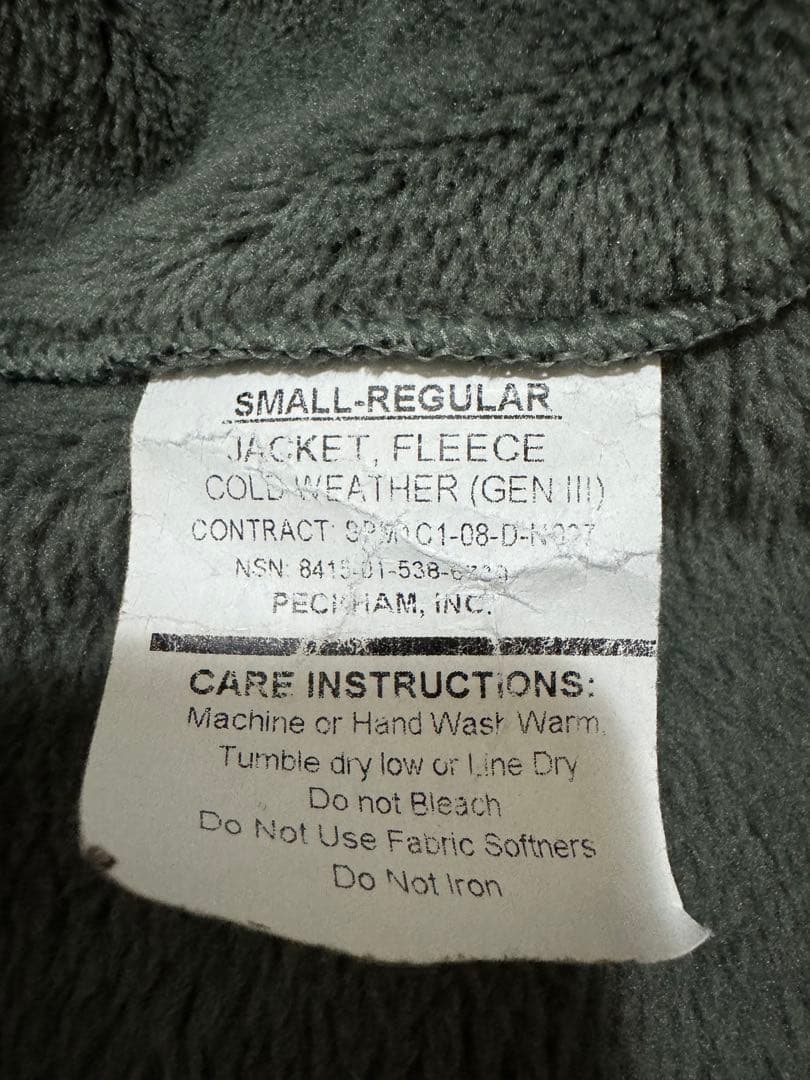 SMALL-REGULAR
JACKET, FLEECE
COLD WEATHER (GEN III)
CONTRACT:
NSN:
PECKHAM, INC.
CARE INSTRUCTIONS:
Machine or Hand Wash Warm,
Tumble dry low or Line Dry
Do not Bleach
Do Not Use Fabric Softners
Do Not Iron